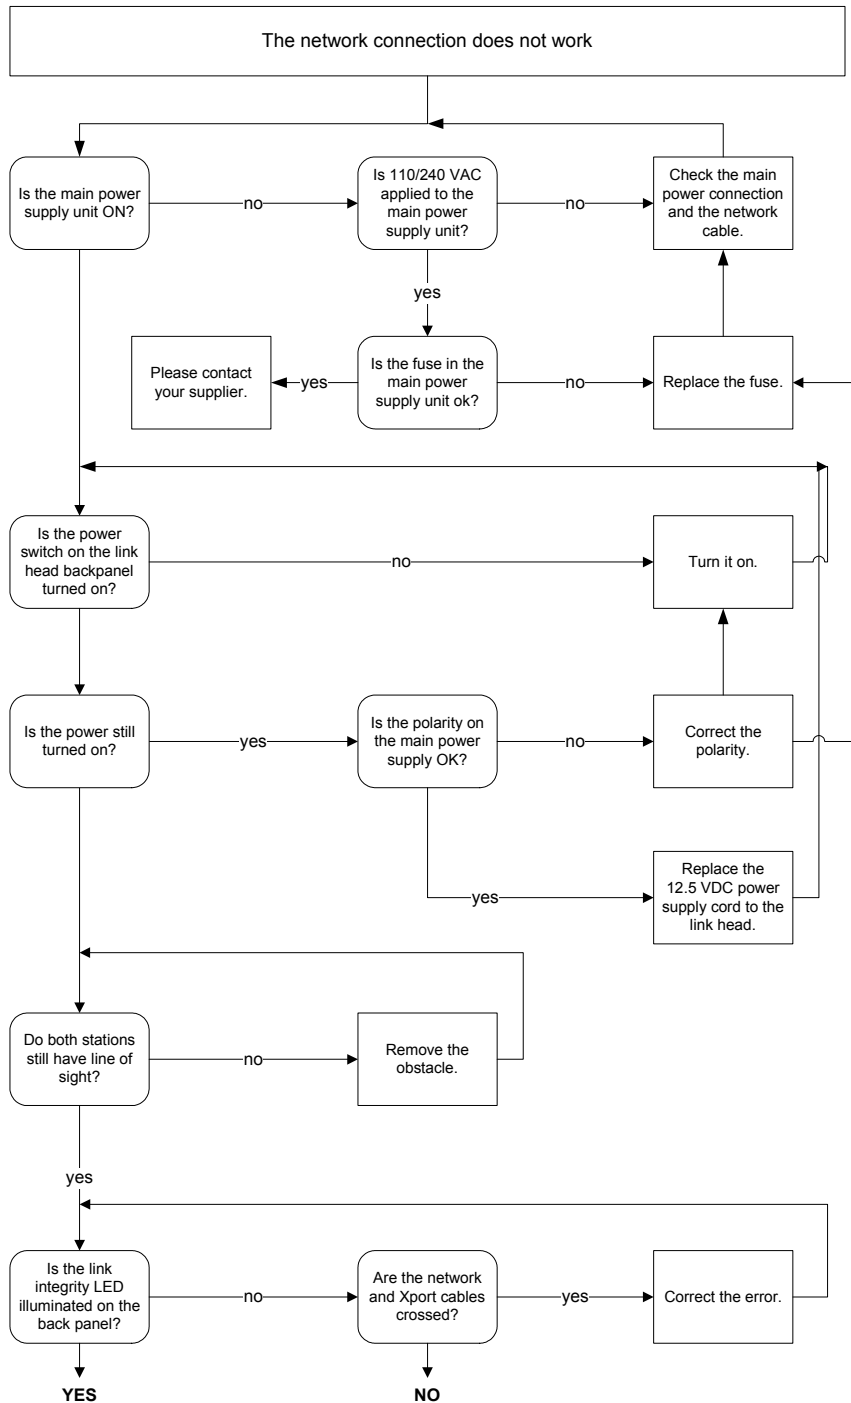 The network connection does not work
Is the main power
supply unit ON?
no
Is 110/240 VAC
applied to the
main power
supply unit?
no
Check the main
power connection
and the network
cable.
yes
Please contact
your supplier.
yes
Is the fuse in the
main power
supply unit ok?
no
Replace the fuse.
Is the power
switch on the link
head backpanel
turned on?
no
Turn it on.
Is the power still
turned on?
yes
Is the polarity on
the main power
supply OK?
no
Correct the
polarity.
yes
Replace the
12.5 VDC power
supply cord to the
link head.
Do both stations
still have line of
sight?
no
Remove the
obstacle.
yes
Is the link
integrity LED
illuminated on the
back panel?
no
Are the network
and Xport cables
crossed?
yes
Correct the error.
YES
NO